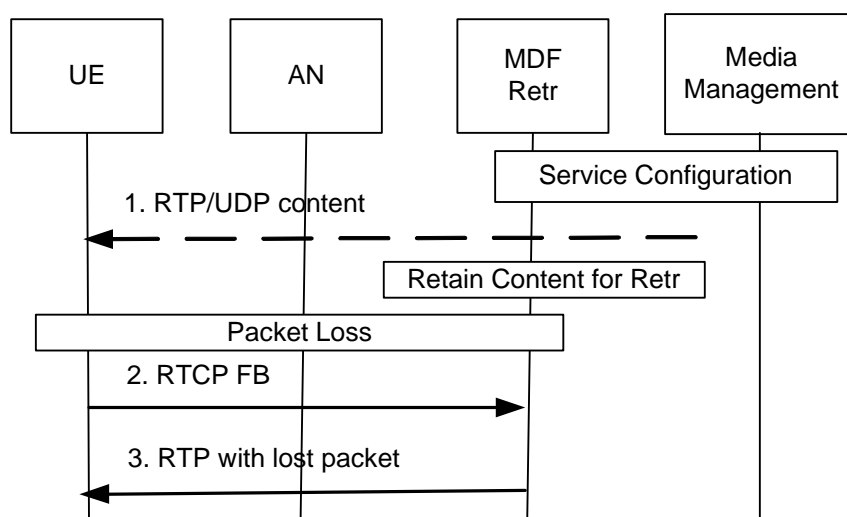 UE
AN
MDF
Retr
Media
Management
Service Configuration
1. RTP/UDP content
Retain Content for Retr
Packet Loss
2. RTCP FB
3. RTP with lost packet